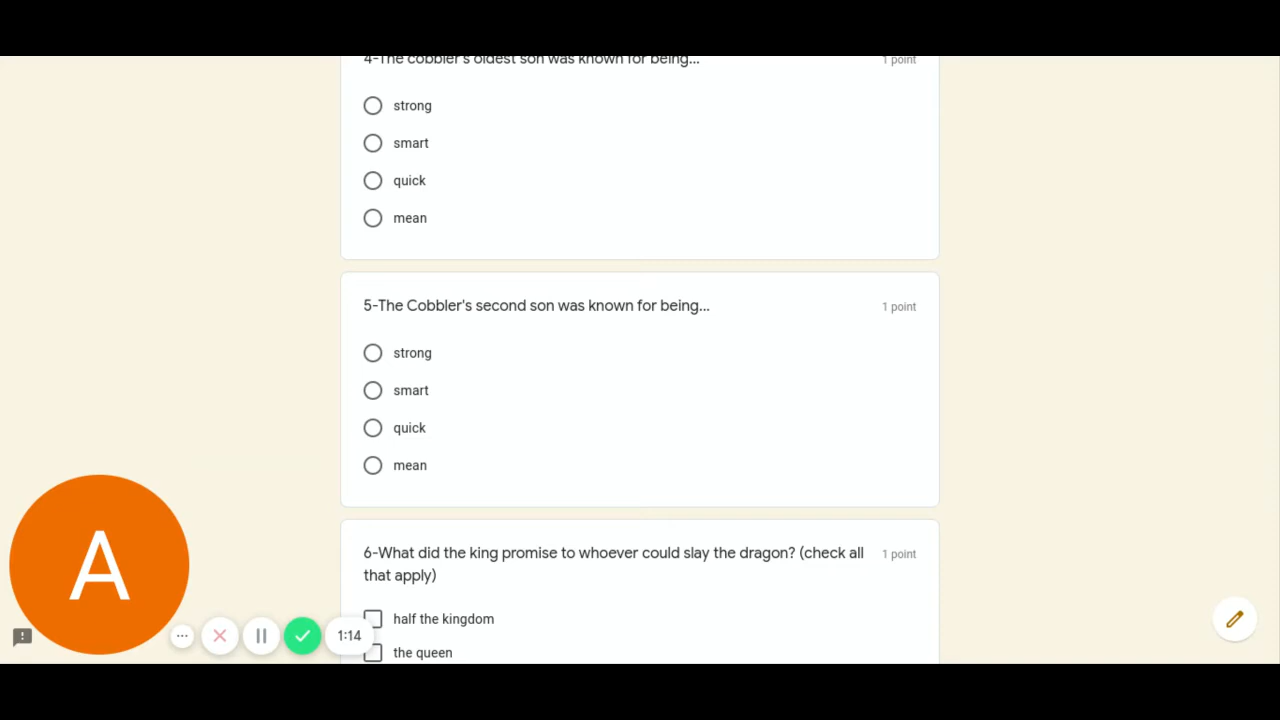 4-The cobbler's oldest son was known for being...
1 point
strong
smart
quick
mean
5-The Cobbler's second son was known for being...
1 point
strong
smart
quick
mean
6-What did the king promise to whoever could slay the dragon? (check all
that apply)
1 point
half the kingdom
the queen
A
1:14